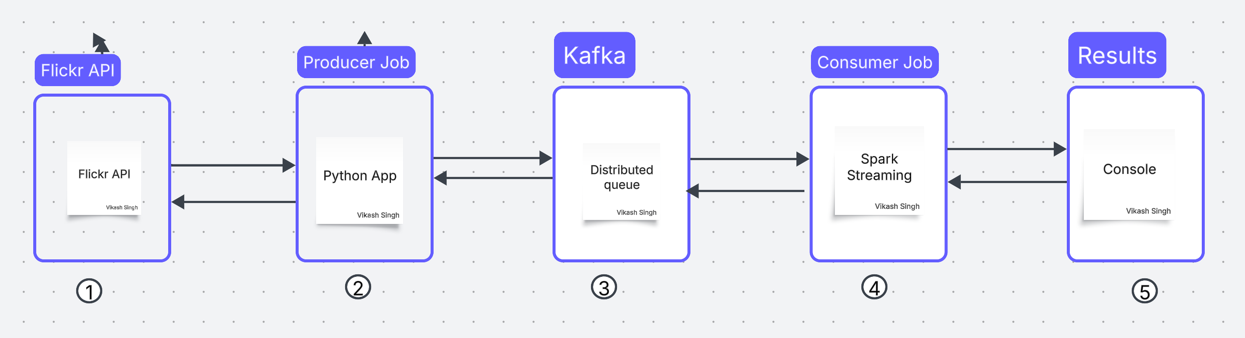 Flickr API
Producer Job
Kafka
Consumer Job
Results
Flickr API
Vikash Singh
Python App
Vikash Singh
Distributed
queue
Vikash Singh
Spark
Streaming
Vikash Singh
Console
Vikash Singh
1
2
3
4
5